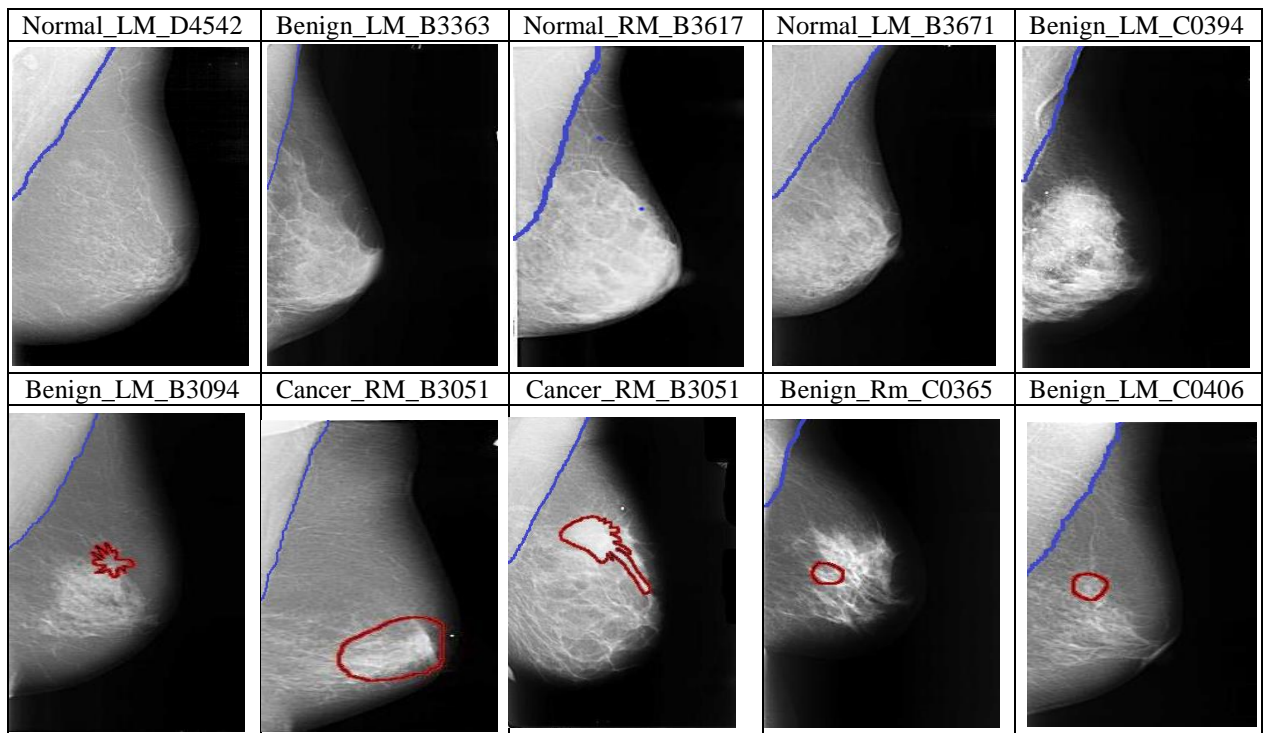 Normal_LM_D4542 Benign_LM_B3363 Normal_RM_B3617 Normal_LM_B3671 Benign_LM_C0394
Benign_LM_B3094 Cancer_RM_B3051 Cancer_RM_B3051 Benign_Rm_C0365 Benign_LM_C0406